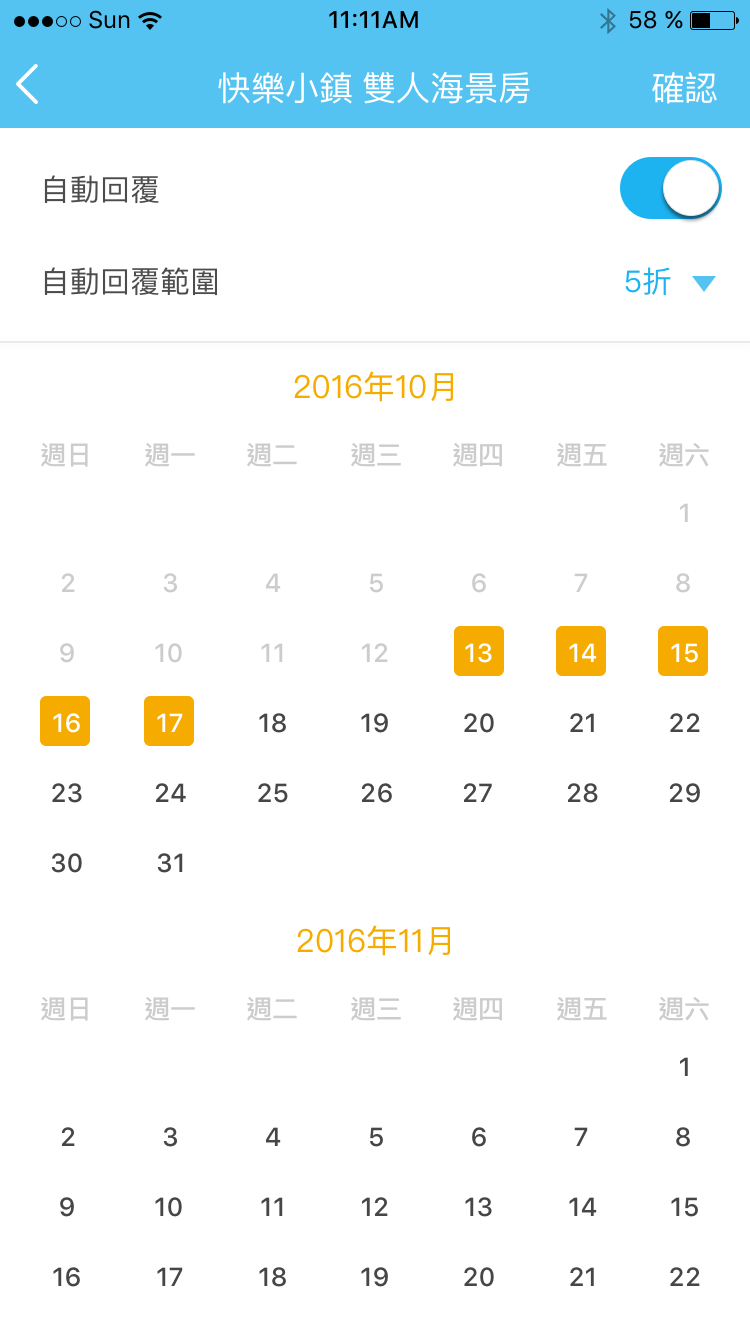 Sun 11:11AM 58 %
快樂小鎮 雙人海景房 確認
自動回覆
自動回覆範圍 5折
2016年10月
週日 週一 週二 週三 週四 週五 週六
1
2 3 4 5 6 7 8
9 10 11 12 13 14 15
16 17 18 19 20 21 22
23 24 25 26 27 28 29
30 31
2016年11月
週日 週一 週二 週三 週四 週五 週六
1
2 3 4 5 6 7 8
9 10 11 12 13 14 15
16 17 18 19 20 21 22